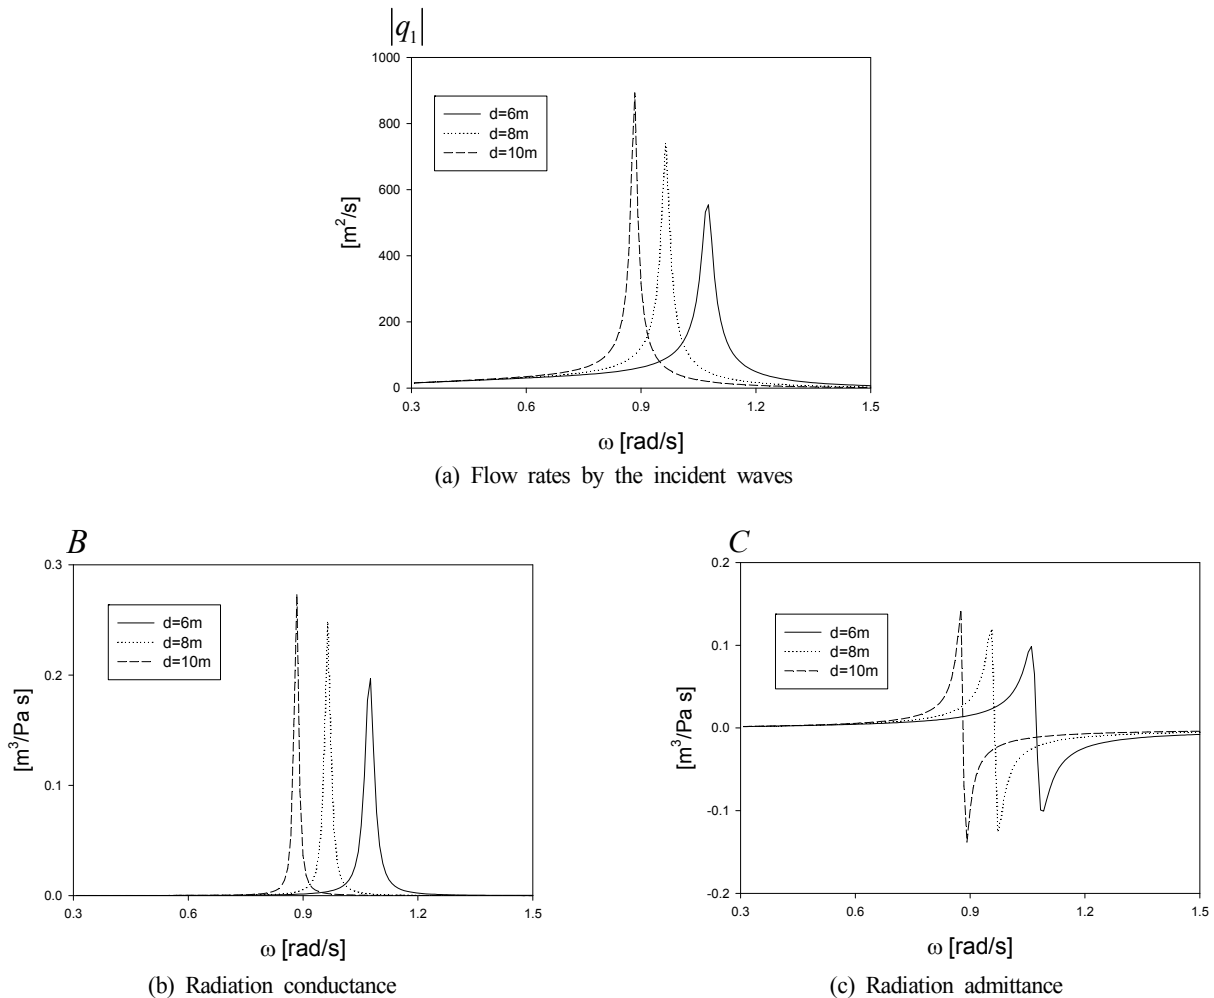 |q₁|
1000
800
600
400
200
0
[m²/s]
d=6m
d=8m
d=10m
0.3 0.6 0.9 1.2 1.5
ω [rad/s]
(a) Flow rates by the incident waves
B
0.3
0.2
0.1
0.0
[m³/Pa s]
d=6m
d=8m
d=10m
0.3 0.6 0.9 1.2 1.5
ω [rad/s]
(b) Radiation conductance
C
0.2
0.1
0.0
-0.1
-0.2
[m³/Pa s]
d=6m
d=8m
d=10m
0.3 0.6 0.9 1.2 1.5
ω [rad/s]
(c) Radiation admittance